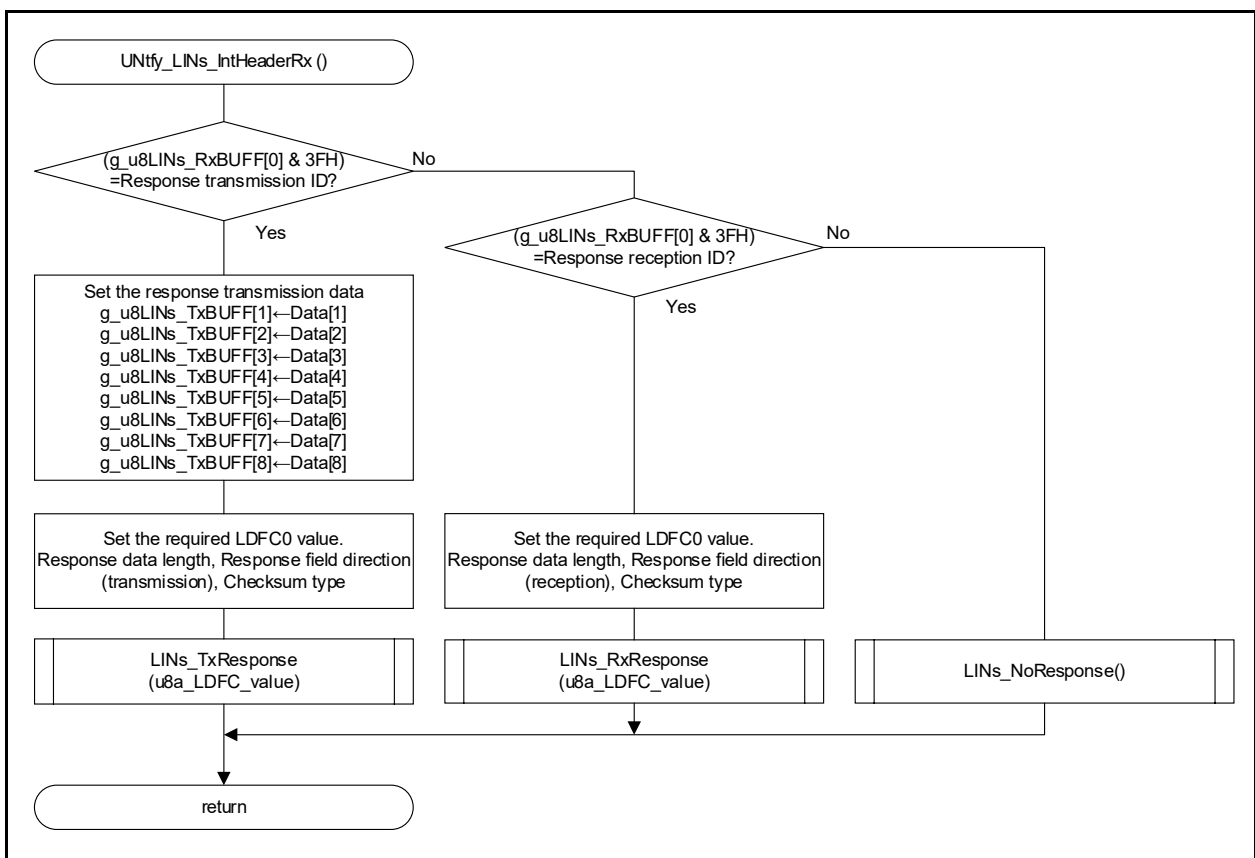 UNtfy_LINs_IntHeaderRx ()
(g_u8LINs_RxBUFF[0] & 3FH)
=Response transmission ID?
No
Yes
(g_u8LINs_RxBUFF[0] & 3FH)
=Response reception ID?
No
Yes
Set the response transmission data
g_u8LINs_TxBUFF[1]←Data[1]
g_u8LINs_TxBUFF[2]←Data[2]
g_u8LINs_TxBUFF[3]←Data[3]
g_u8LINs_TxBUFF[4]←Data[4]
g_u8LINs_TxBUFF[5]←Data[5]
g_u8LINs_TxBUFF[6]←Data[6]
g_u8LINs_TxBUFF[7]←Data[7]
g_u8LINs_TxBUFF[8]←Data[8]
Set the required LDFC0 value.
Response data length, Response field direction
(transmission), Checksum type
Set the required LDFC0 value.
Response data length, Response field direction
(reception), Checksum type
LINs_TxResponse
(u8a_LDFC_value)
LINs_RxResponse
(u8a_LDFC_value)
LINs_NoResponse()
return